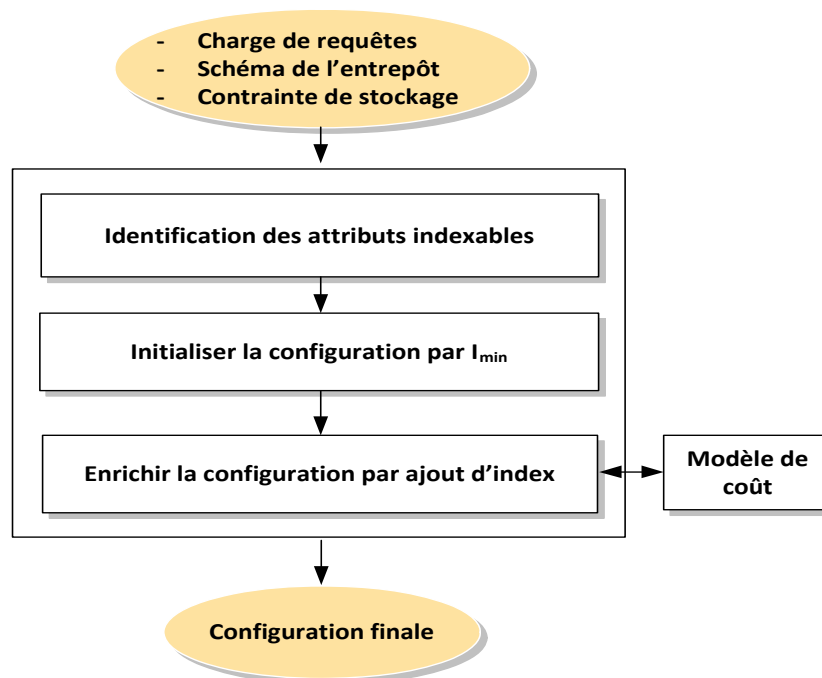 - Charge de requêtes
- Schéma de l’entrepôt
- Contrainte de stockage
Identification des attributs indexables
Initialiser la configuration par Imin
Enrichir la configuration par ajout d’index
Modèle de
coût
Configuration finale